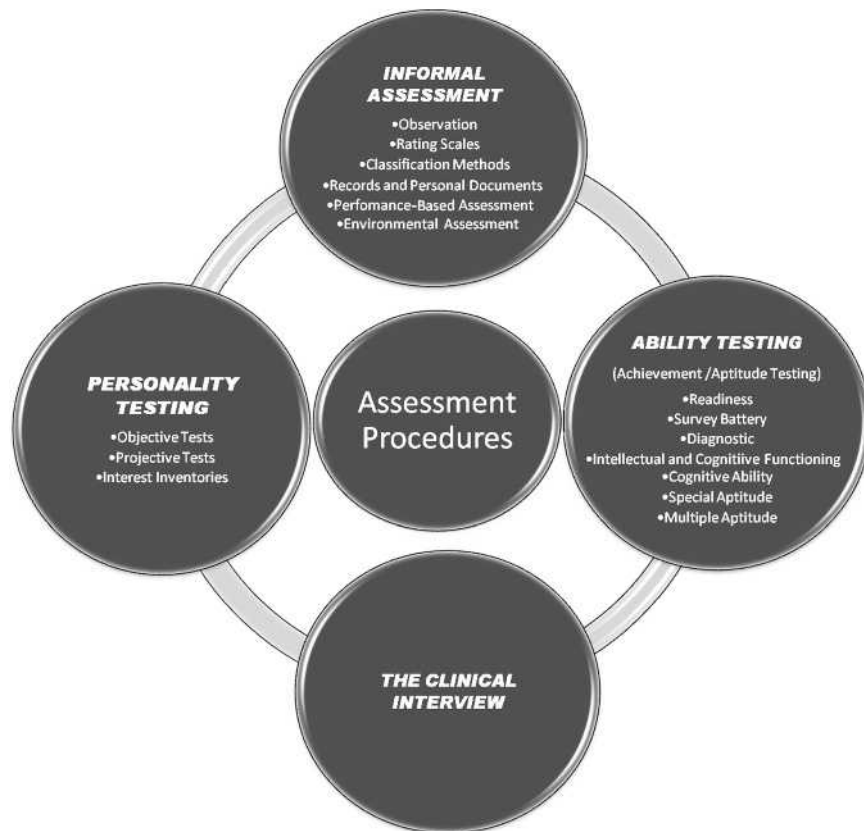 INFORMAL
ASSESSMENT
•Observation
•Rating Scales
•Classification Methods
•Records and Personal Documents
•Perfomance-Based Assessment
•Environmental Assessment
PERSONALITY
TESTING
•Objective Tests
•Projective Tests
•Interest Inventories
Assessment
Procedures
ABILITY TESTING
(Achievement /Aptitude Testing)
•Readiness
•Survey Battery
•Diagnostic
•Intellectual and Cognitiive Functioning
•Cognitive Ability
•Special Aptitude
•Multiple Aptitude
THE CLINICAL
INTERVIEW